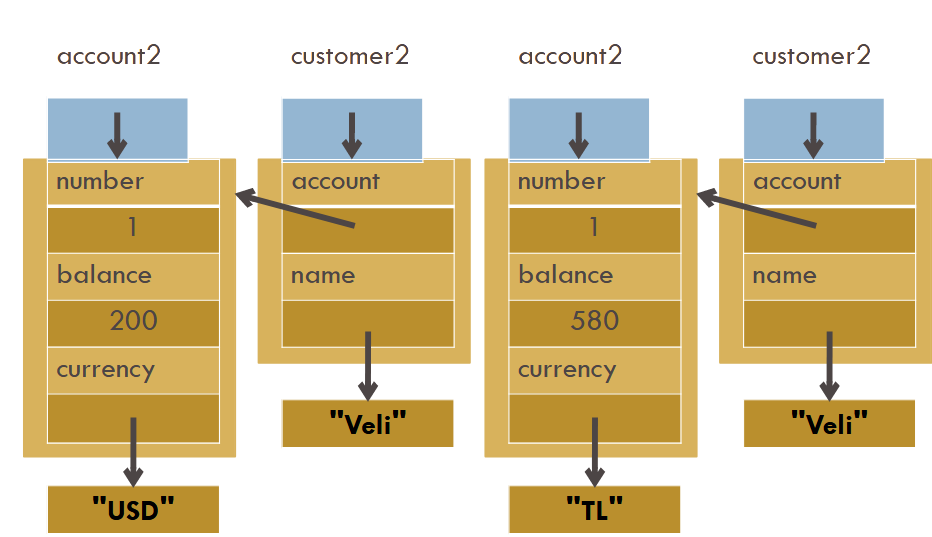 account2
customer2
account2
customer2
number
account
number
account
1
1
balance
name
balance
name
200
580
currency
currency
"Veli"
"Veli"
"USD"
"TL"